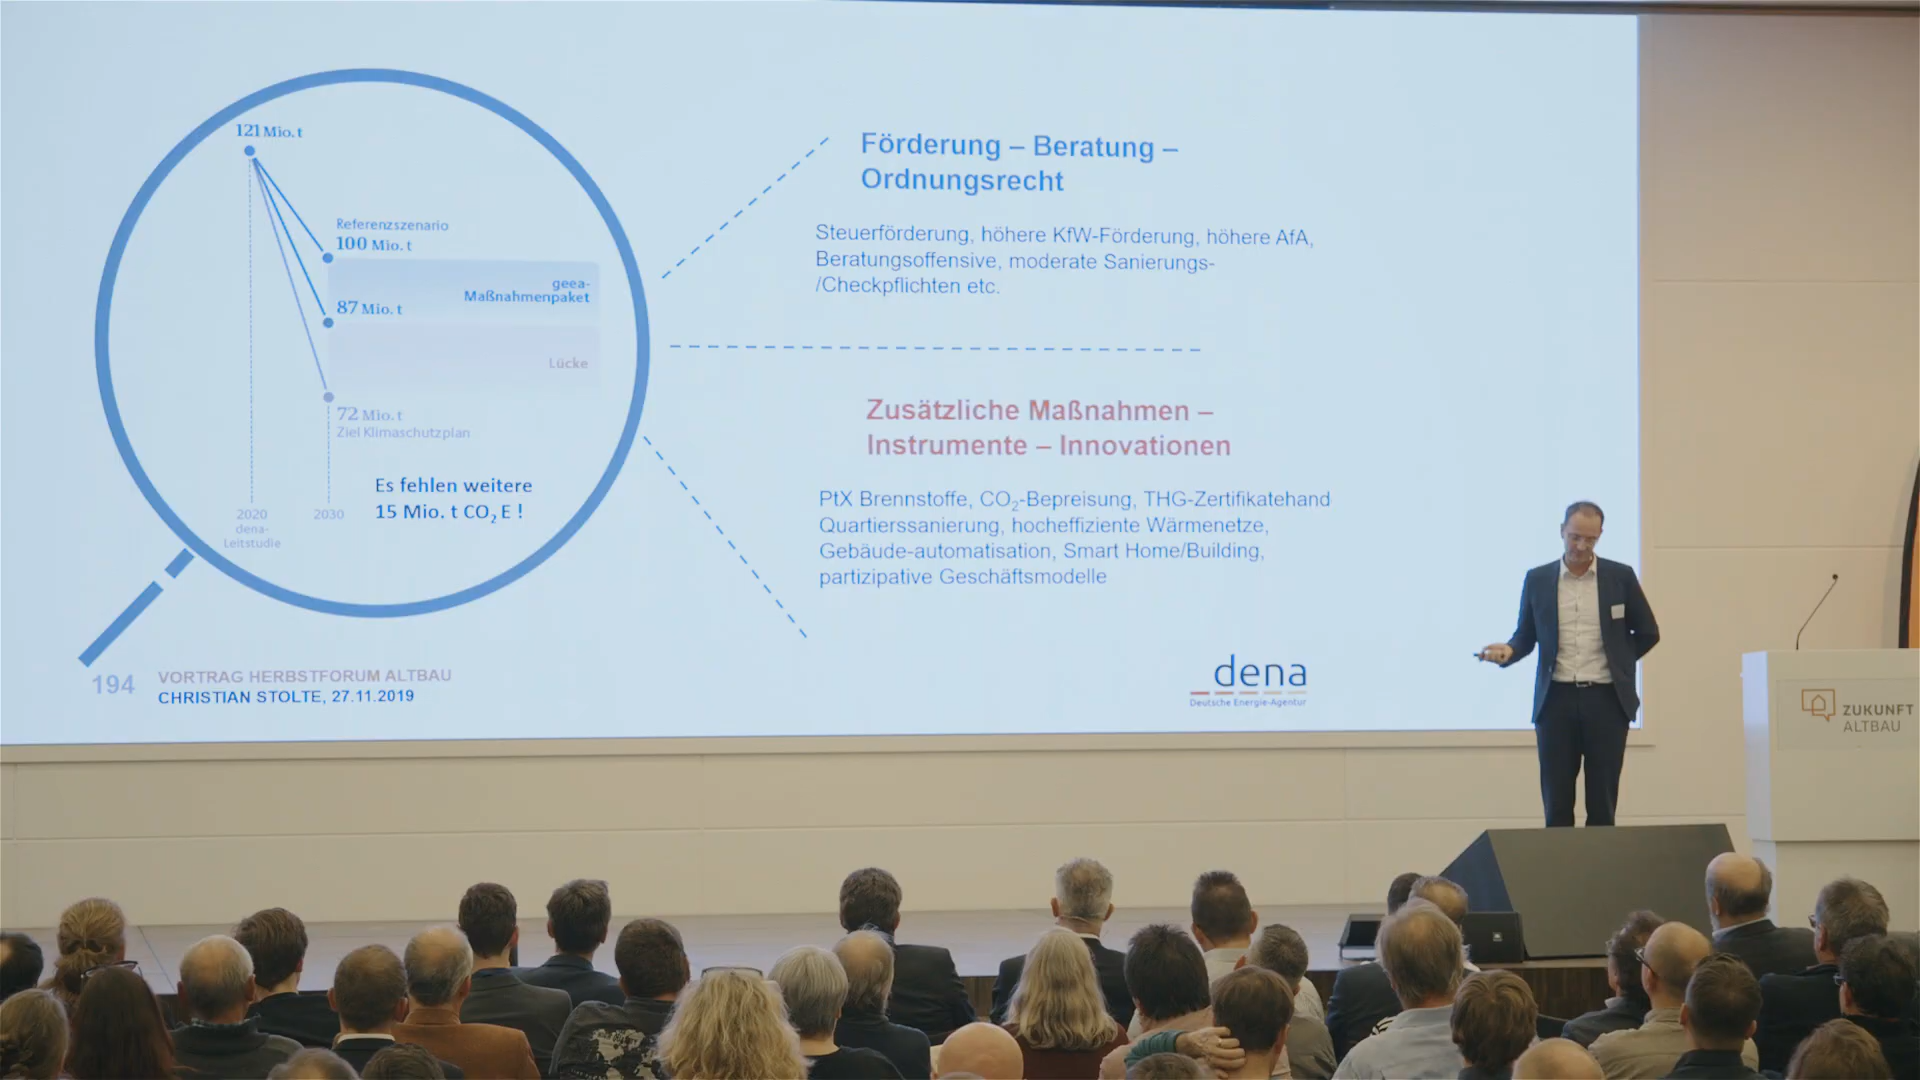 121 Mio. t
Referenzszenario
100 Mio. t
geea-
Maßnahmenpaket
87 Mio. t
Lücke
72 Mio. t
Ziel Klimaschutzplan
Es fehlen weitere
15 Mio. t CO₂ E !
2020
dena-
Leitstudie
2030
Förderung – Beratung –
Ordnungsrecht
Steuerförderung, höhere KfW-Förderung, höhere AfA,
Beratungsoffensive, moderate Sanierungs-
/Checkpflichten etc.
Zusätzliche Maßnahmen –
Instrumente – Innovationen
PtX Brennstoffe, CO₂-Bepreisung, THG-Zertifikatehand
Quartierssanierung, hocheffiziente Wärmenetze,
Gebäude-automatisation, Smart Home/Building,
partizipative Geschäftsmodelle
194
VORTRAG HERBSTFORUM ALTBAU
CHRISTIAN STOLTE, 27.11.2019
dena
Deutsche Energie-Agentur
ZUKUNFT
ALTBAU